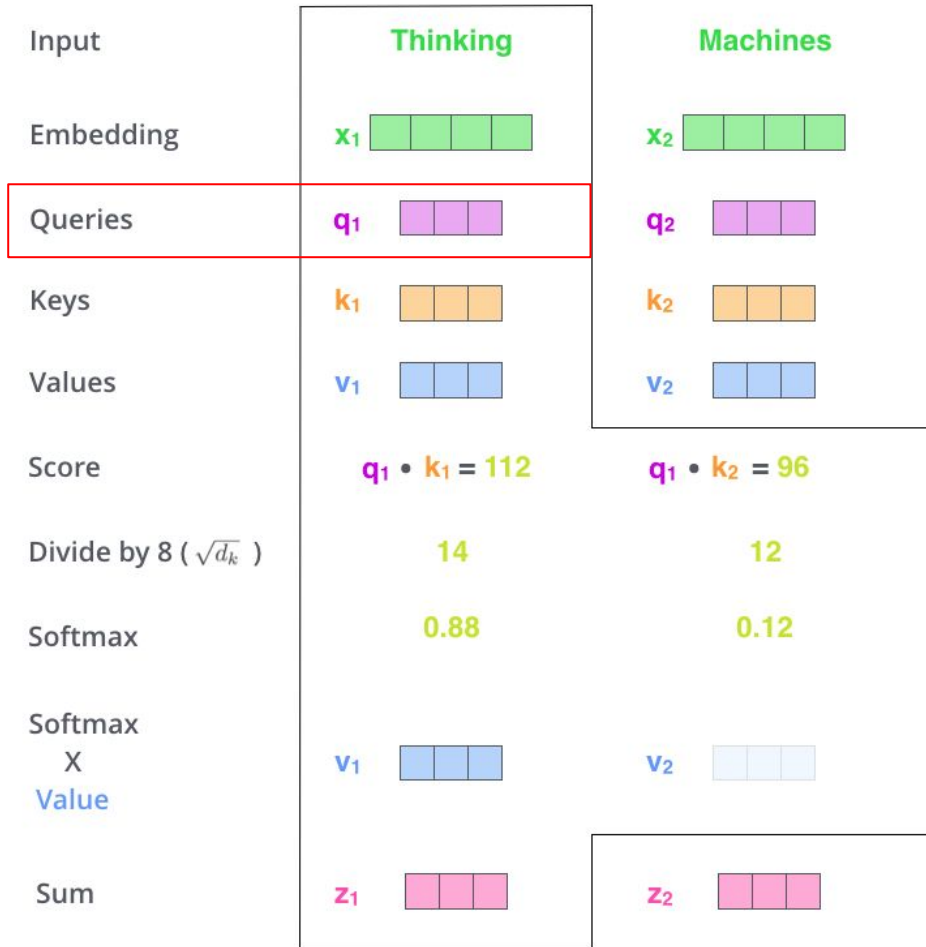 Input Thinking Machines
Embedding x₁ x₂
Queries q₁ q₂
Keys k₁ k₂
Values v₁ v₂
Score q₁ • k₁ = 112 q₁ • k₂ = 96
Divide by 8 ( √dₖ ) 14 12
Softmax 0.88 0.12
Softmax
X v₁ v₂
Value
Sum z₁ z₂